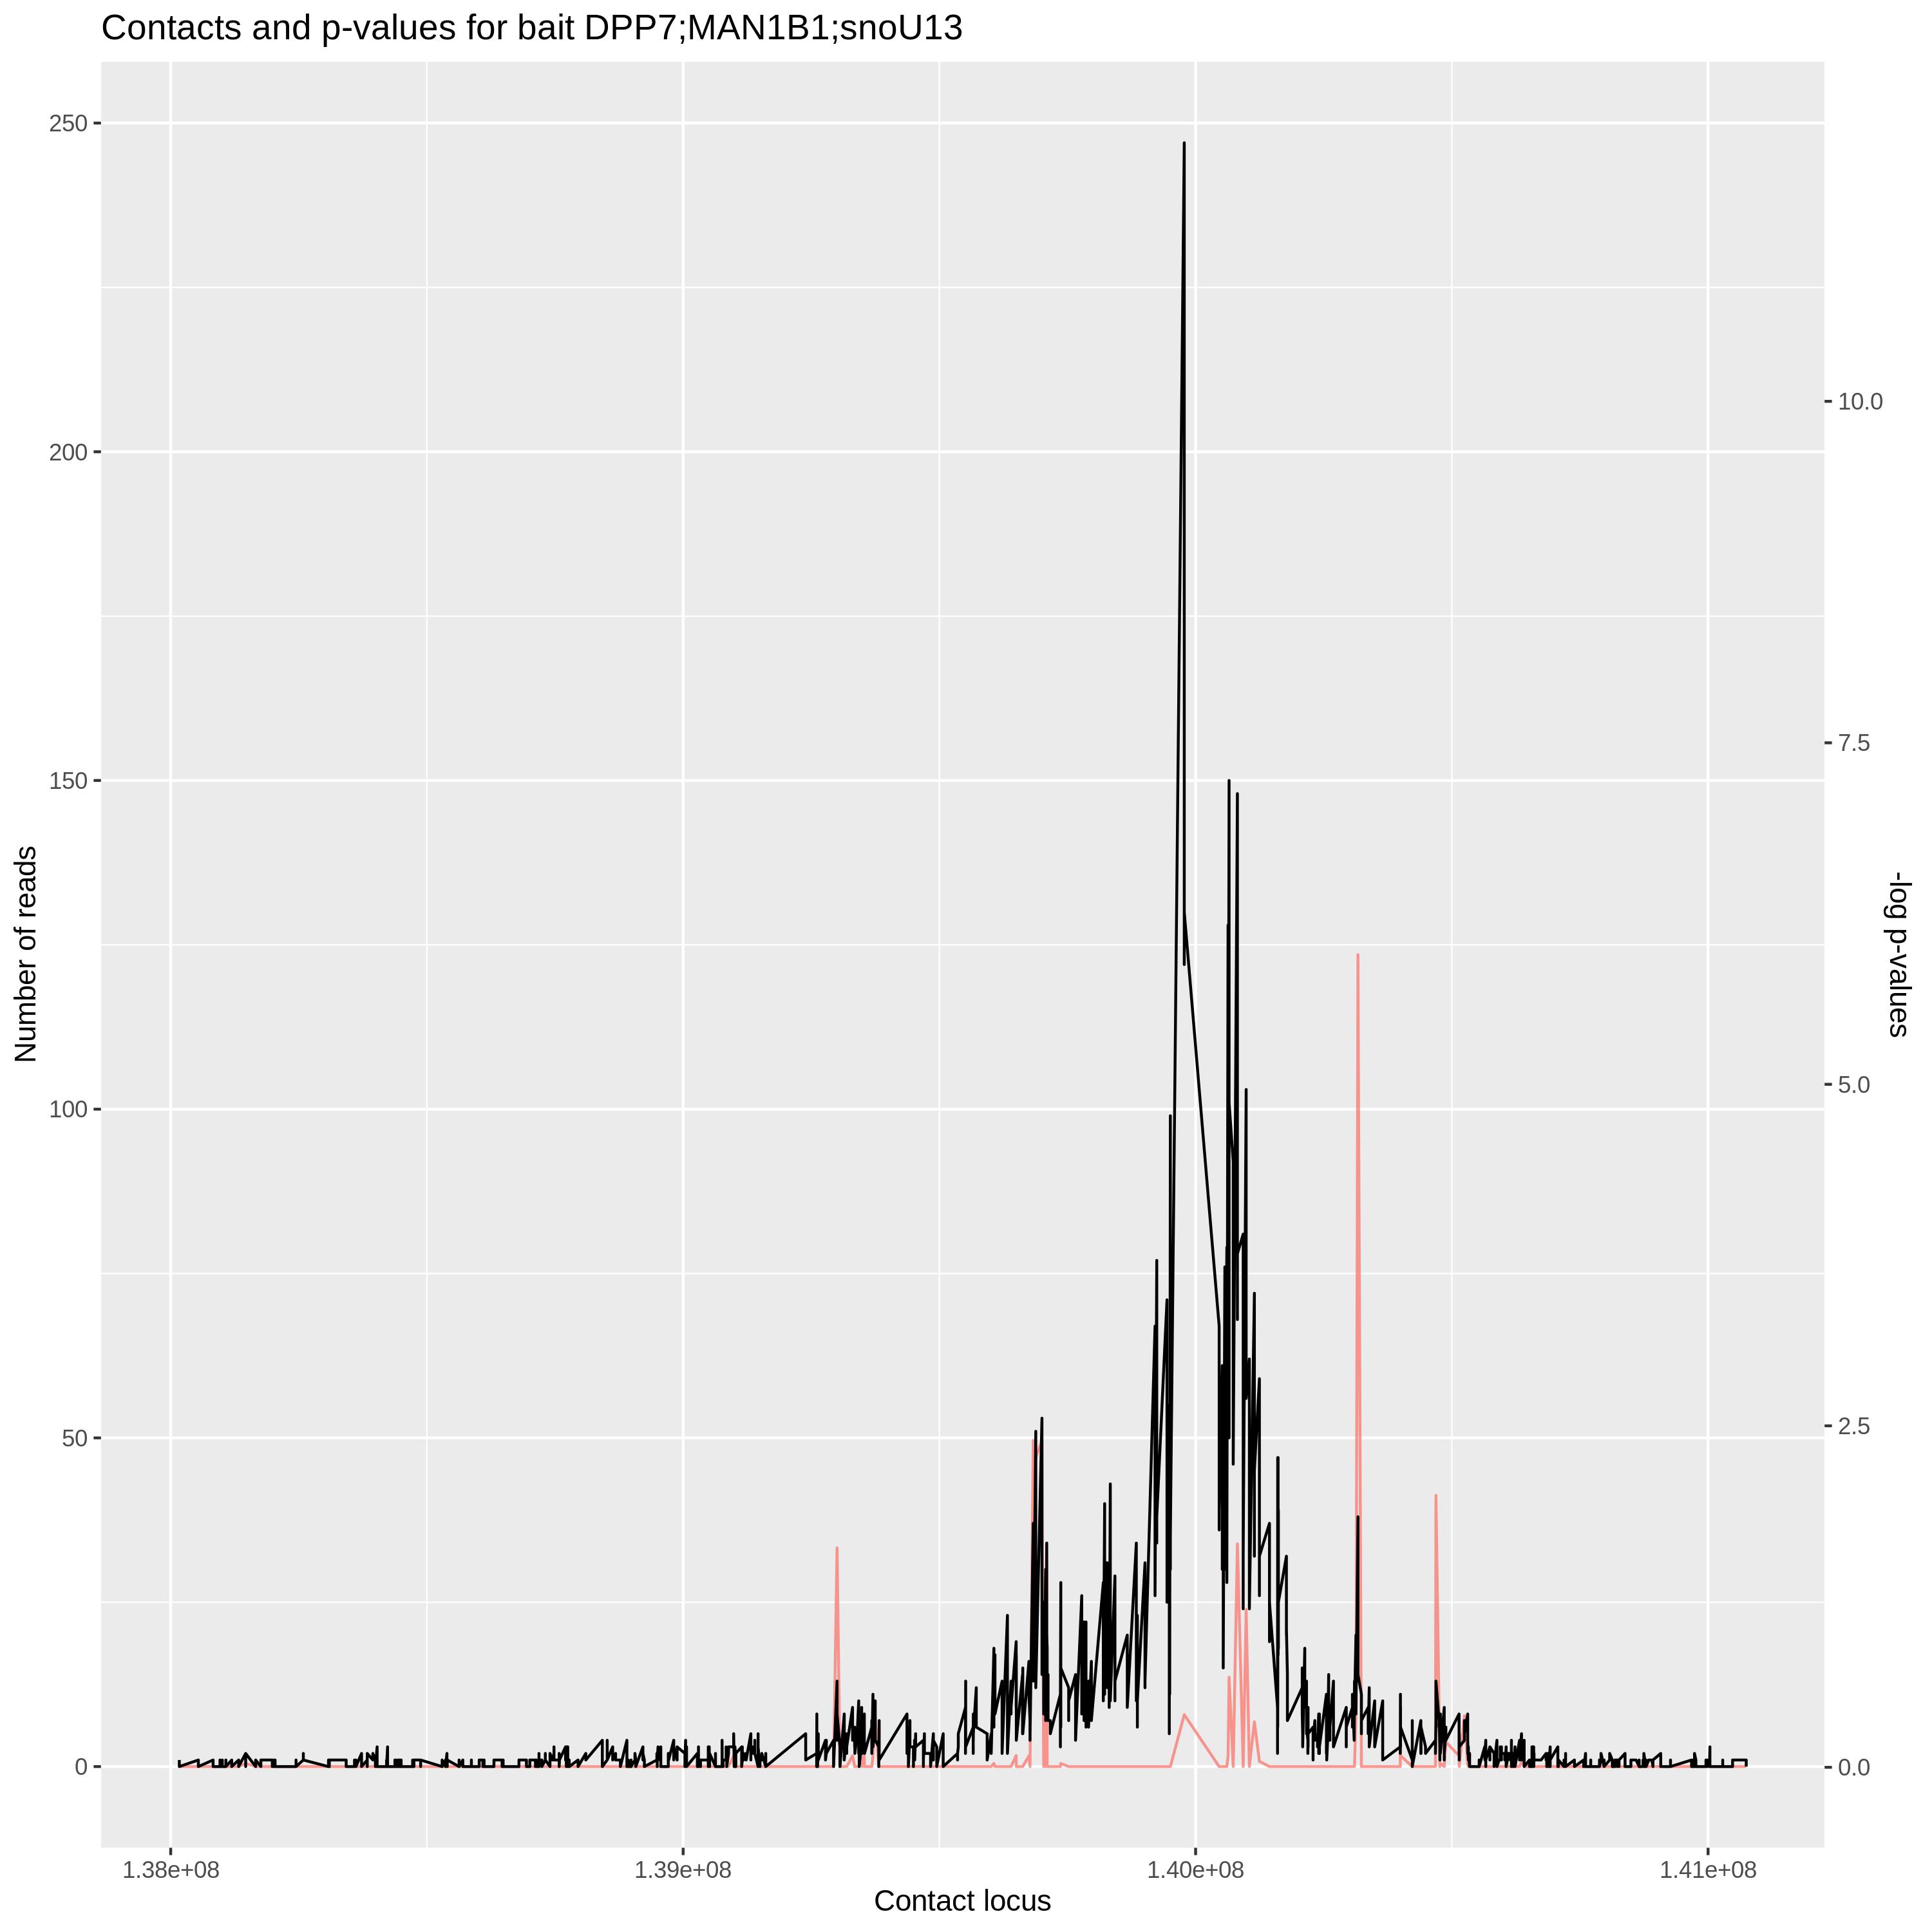 Contacts and p-values for bait DPP7;MAN1B1;snoU13
250
200
150
100
50
0
Number of reads
10.0
7.5
5.0
2.5
0.0
-log p-values
1.38e+08
1.39e+08
1.40e+08
1.41e+08
Contact locus